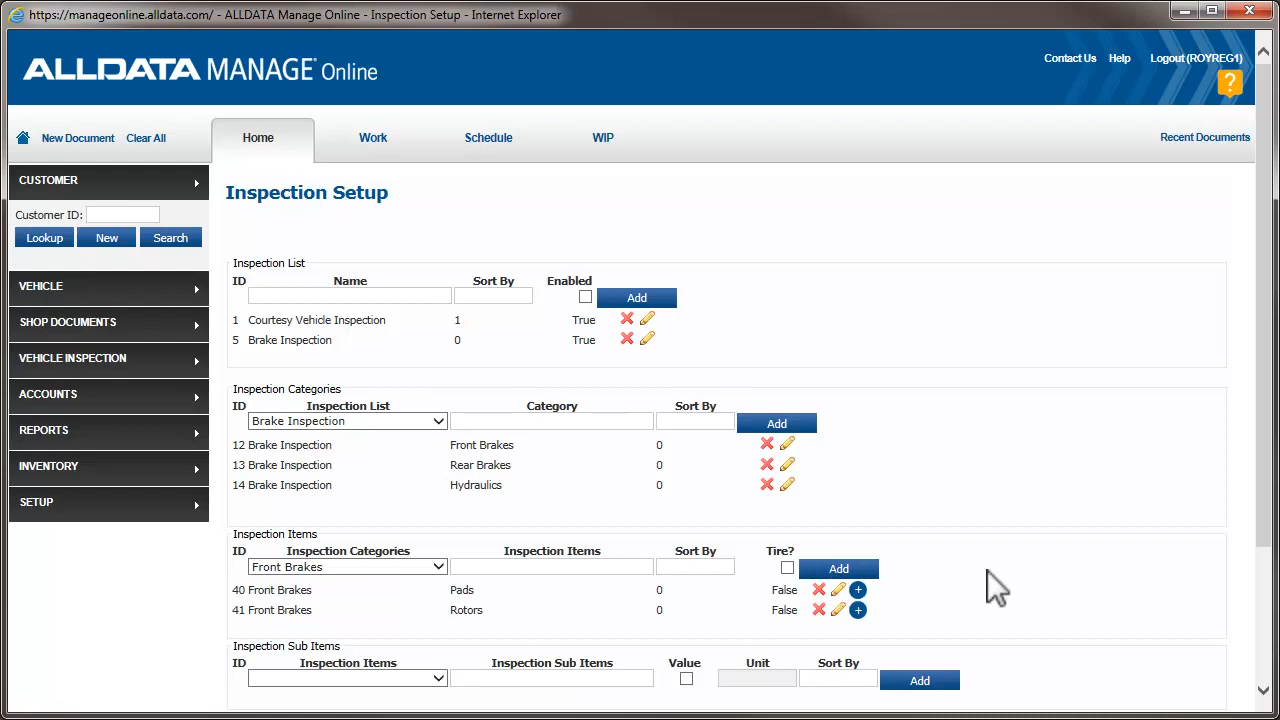 https://manageonline.alldata.com/ - ALLDATA Manage Online - Inspection Setup - Internet Explorer
ALLDATA MANAGE® Online
Contact Us Help Logout (ROYREG1)
?
New Document Clear All Home Work Schedule WIP Recent Documents
CUSTOMER
Customer ID:
Lookup New Search
VEHICLE
SHOP DOCUMENTS
VEHICLE INSPECTION
ACCOUNTS
REPORTS
INVENTORY
SETUP
Inspection Setup
Inspection List
ID Name Sort By Enabled
Add
1 Courtesy Vehicle Inspection 1 True
5 Brake Inspection 0 True
Inspection Categories
ID Inspection List Category Sort By
Brake Inspection Add
12 Brake Inspection Front Brakes 0
13 Brake Inspection Rear Brakes 0
14 Brake Inspection Hydraulics 0
Inspection Items
ID Inspection Categories Inspection Items Sort By Tire?
Front Brakes Add
40 Front Brakes Pads 0 False
41 Front Brakes Rotors 0 False
Inspection Sub Items
ID Inspection Items Inspection Sub Items Value Unit Sort By
Add